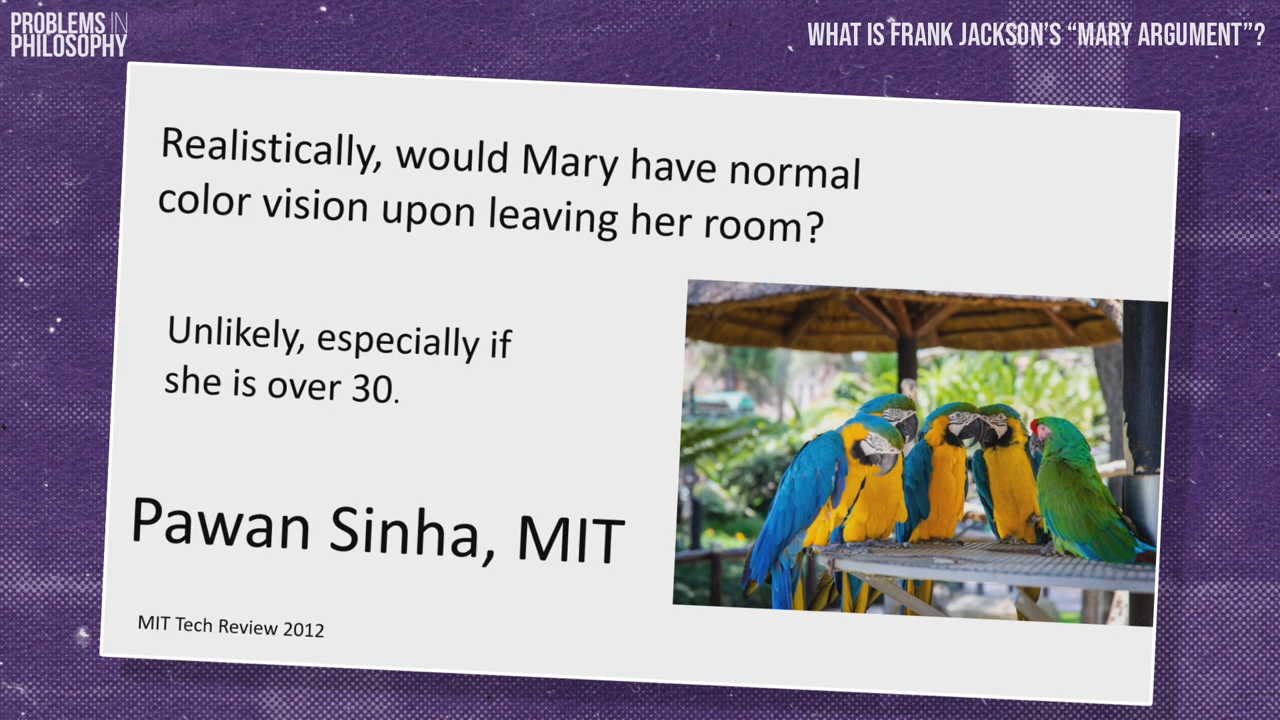 PROBLEMS IN
PHILOSOPHY
WHAT IS FRANK JACKSON'S “MARY ARGUMENT”?
Realistically, would Mary have normal
color vision upon leaving her room?
Unlikely, especially if
she is over 30.
Pawan Sinha, MIT
MIT Tech Review 2012